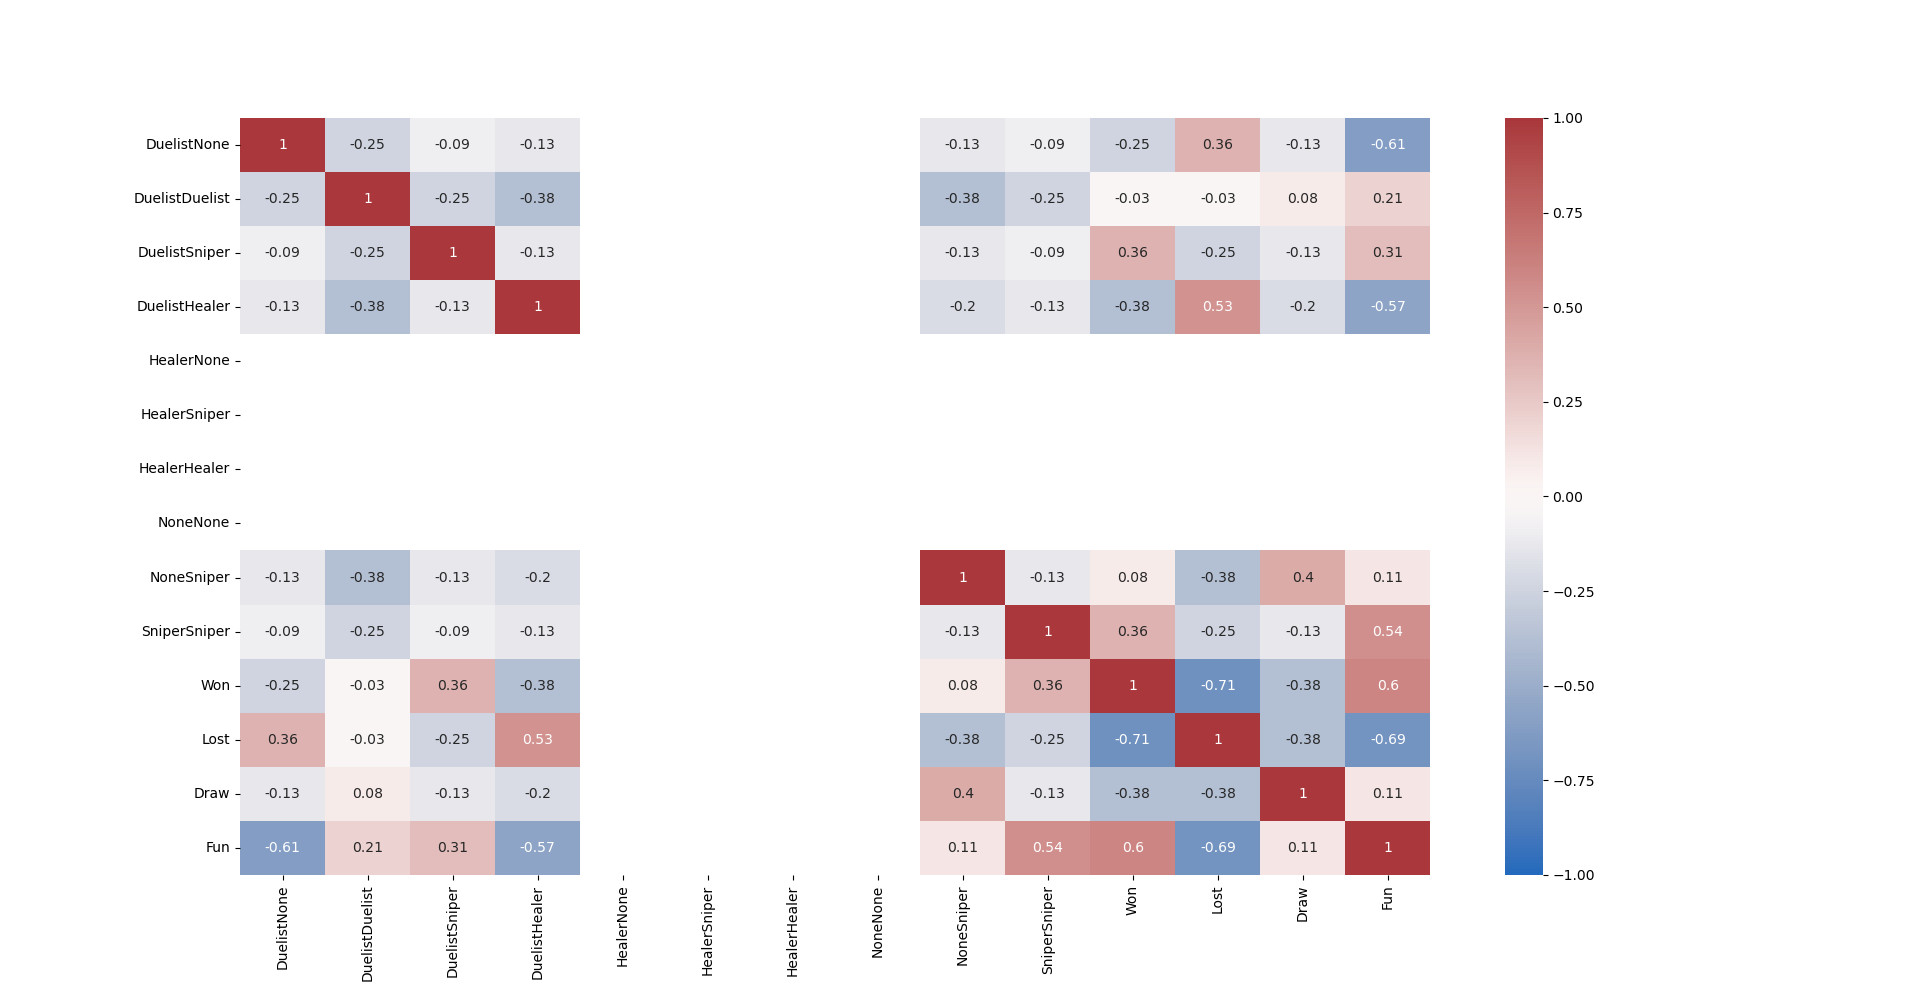 DuelistNone 1 -0.25 -0.09 -0.13 -0.13 -0.09 -0.25 0.36 -0.13 -0.61
DuelistDuelist -0.25 1 -0.25 -0.38 -0.38 -0.25 -0.03 -0.03 0.08 0.21
DuelistSniper -0.09 -0.25 1 -0.13 -0.13 -0.09 0.36 -0.25 -0.13 0.31
DuelistHealer -0.13 -0.38 -0.13 1 -0.2 -0.13 -0.38 0.53 -0.2 -0.57
HealerNone
HealerSniper
HealerHealer
NoneNone
NoneSniper -0.13 -0.38 -0.13 -0.2 1 -0.13 0.08 -0.38 0.4 0.11
SniperSniper -0.09 -0.25 -0.09 -0.13 -0.13 1 0.36 -0.25 -0.13 0.54
Won -0.25 -0.03 0.36 -0.38 0.08 0.36 1 -0.71 -0.38 0.6
Lost 0.36 -0.03 -0.25 0.53 -0.38 -0.25 -0.71 1 -0.38 -0.69
Draw -0.13 0.08 -0.13 -0.2 0.4 -0.13 -0.38 -0.38 1 0.11
Fun -0.61 0.21 0.31 -0.57 0.11 0.54 0.6 -0.69 0.11 1
DuelistNone
DuelistDuelist
DuelistSniper
DuelistHealer
HealerNone
HealerSniper
HealerHealer
NoneNone
NoneSniper
SniperSniper
Won
Lost
Draw
Fun
1.00
0.75
0.50
0.25
0.00
−0.25
−0.50
−0.75
−1.00